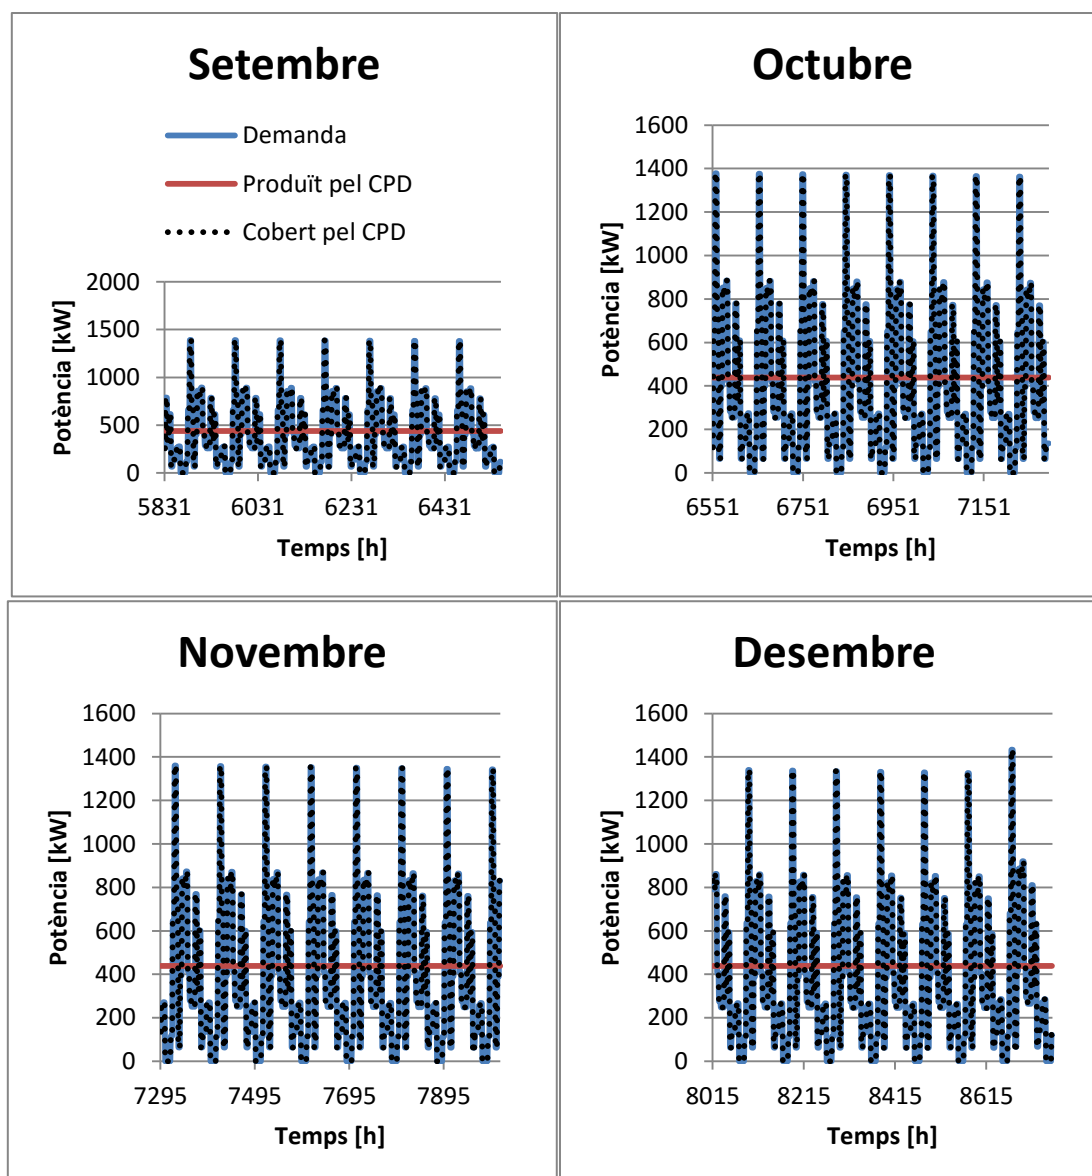 Setembre
Demanda
Produït pel CPD
Cobert pel CPD
2000
1500
1000
500
0
Potència [kW]
5831 6031 6231 6431
Temps [h]
Octubre
1600
1400
1200
1000
800
600
400
200
0
Potència [kW]
6551 6751 6951 7151
Temps [h]
Novembre
1600
1400
1200
1000
800
600
400
200
0
Potència [kW]
7295 7495 7695 7895
Temps [h]
Desembre
1600
1400
1200
1000
800
600
400
200
0
Potència [kW]
8015 8215 8415 8615
Temps [h]